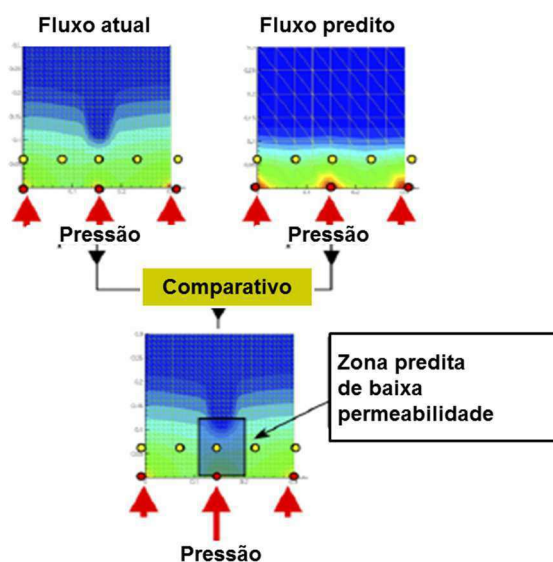 Fluxo atual
Fluxo predito
Pressão
Pressão
Comparativo
Zona predita
de baixa
permeabilidade
Pressão